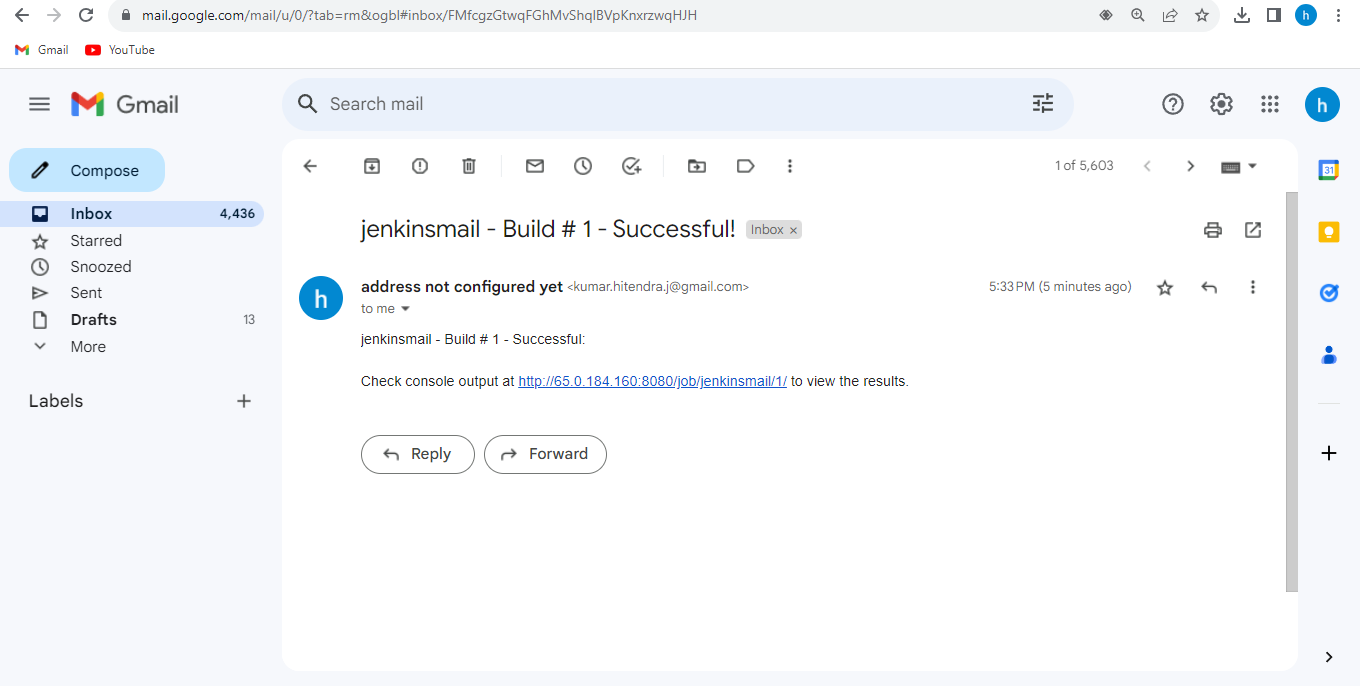 mail.google.com/mail/u/0/?tab=rm&ogbl#inbox/FMfcgzGtwqFGhMvShqlBVpKnxrzwqHJH
h
Gmail
YouTube
Gmail
Search mail
h
Compose
1 of 5,603
31
Inbox 4,436
Starred
Snoozed
Sent
Drafts 13
More
Labels
jenkinsmail - Build # 1 - Successful! Inbox ×
h
address not configured yet <kumar.hitendra.j@gmail.com> 5:33 PM (5 minutes ago)
to me
jenkinsmail - Build # 1 - Successful:
Check console output at http://65.0.184.160:8080/job/jenkinsmail/1/ to view the results.
Reply
Forward